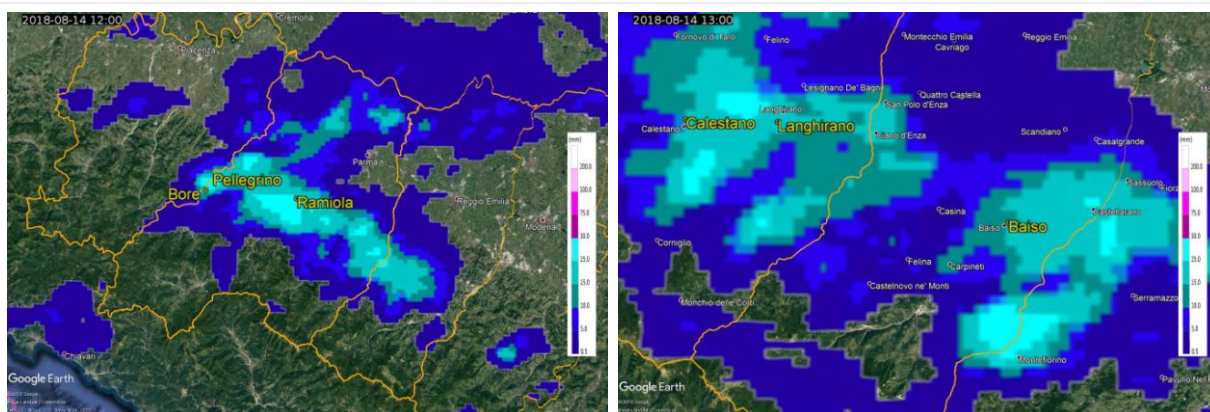 2018-08-14 12:00
Cremona
Piacenza
Pellegrino
Bore
Ramiola
Parma
Reggio Emilia
Modena
Chiavari
(mm)
200.0
100.0
75.0
50.0
25.0
15.0
10.0
5.0
0.5
Google Earth
2018-08-14 13:00
Fornovo di Taro
Felino
Montecchio Emilia
Cavriago
Reggio Emilia
Lesignano De' Bagni
Quattro Castella
Langhirano
San Polo d'Enza
Calestano
Calestano
Langhirano
Ciano d'Enza
Scandiano
Casalgrande
Sassuolo
Casina
Castellarano
Baiso
Baiso
Corniglio
Felina
Carpineti
Castelnovo ne' Monti
Monchio delle Corti
Serramazzo
Montefiorino
(mm)
200.0
100.0
75.0
50.0
25.0
15.0
10.0
5.0
0.5
Google Earth